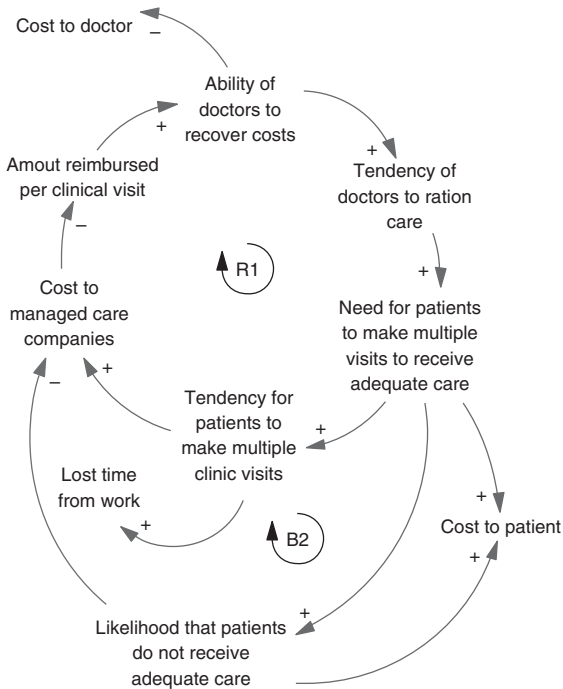 Cost to doctor
−
Ability of
doctors to
recover costs
+
+
Amout reimbursed
per clinical visit
Tendency of
doctors to ration
care
−
R1
+
Cost to
managed care
companies
Need for patients
to make multiple
visits to receive
adequate care
−
+
Tendency for
patients to
make multiple
clinic visits
+
Lost time
from work
+
B2
+
Cost to patient
+
+
Likelihood that patients
do not receive
adequate care